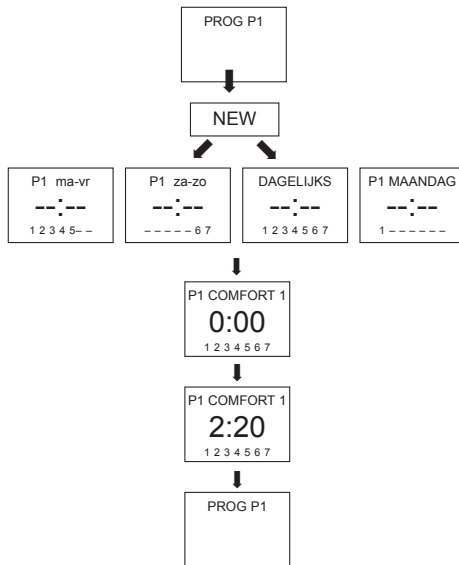 PROG P1
NEW
P1 ma-vr
--:--
1 2 3 4 5 – –
P1 za-zo
--:--
– – – – – 6 7
DAGELIJKS
--:--
1 2 3 4 5 6 7
P1 MAANDAG
--:--
1 – – – – – –
P1 COMFORT 1
0:00
1 2 3 4 5 6 7
P1 COMFORT 1
2:20
1 2 3 4 5 6 7
PROG P1